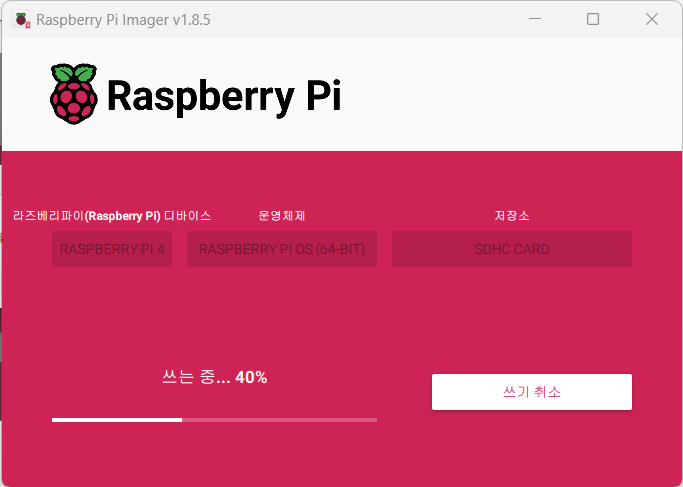 Raspberry Pi Imager v1.8.5
Raspberry Pi
라즈베리파이(Raspberry Pi) 디바이스 운영체제 저장소
RASPBERRY PI 4 RASPBERRY PI OS (64-BIT) SDHC CARD
쓰는 중... 40%
쓰기 취소